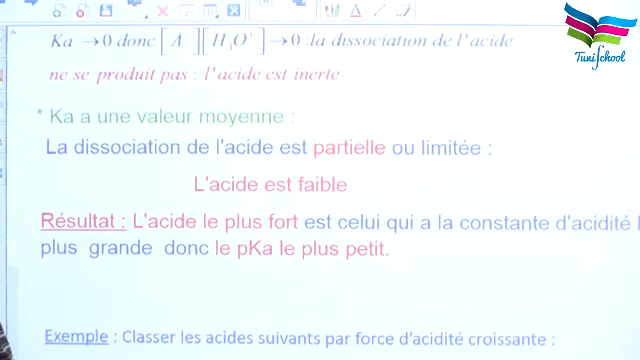 Ka → 0 donc [ A⁻ ] [ H₃O⁺ ] → 0 : la dissociation de l'acide
ne se produit pas : l'acide est inerte
* Ka a une valeur moyenne :
La dissociation de l'acide est partielle ou limitée :
L'acide est faible
Résultat : L'acide le plus fort est celui qui a la constante d'acidité l
plus grande donc le pKa le plus petit.
Exemple : Classer les acides suivants par force d'acidité croissante :
TuniSchool